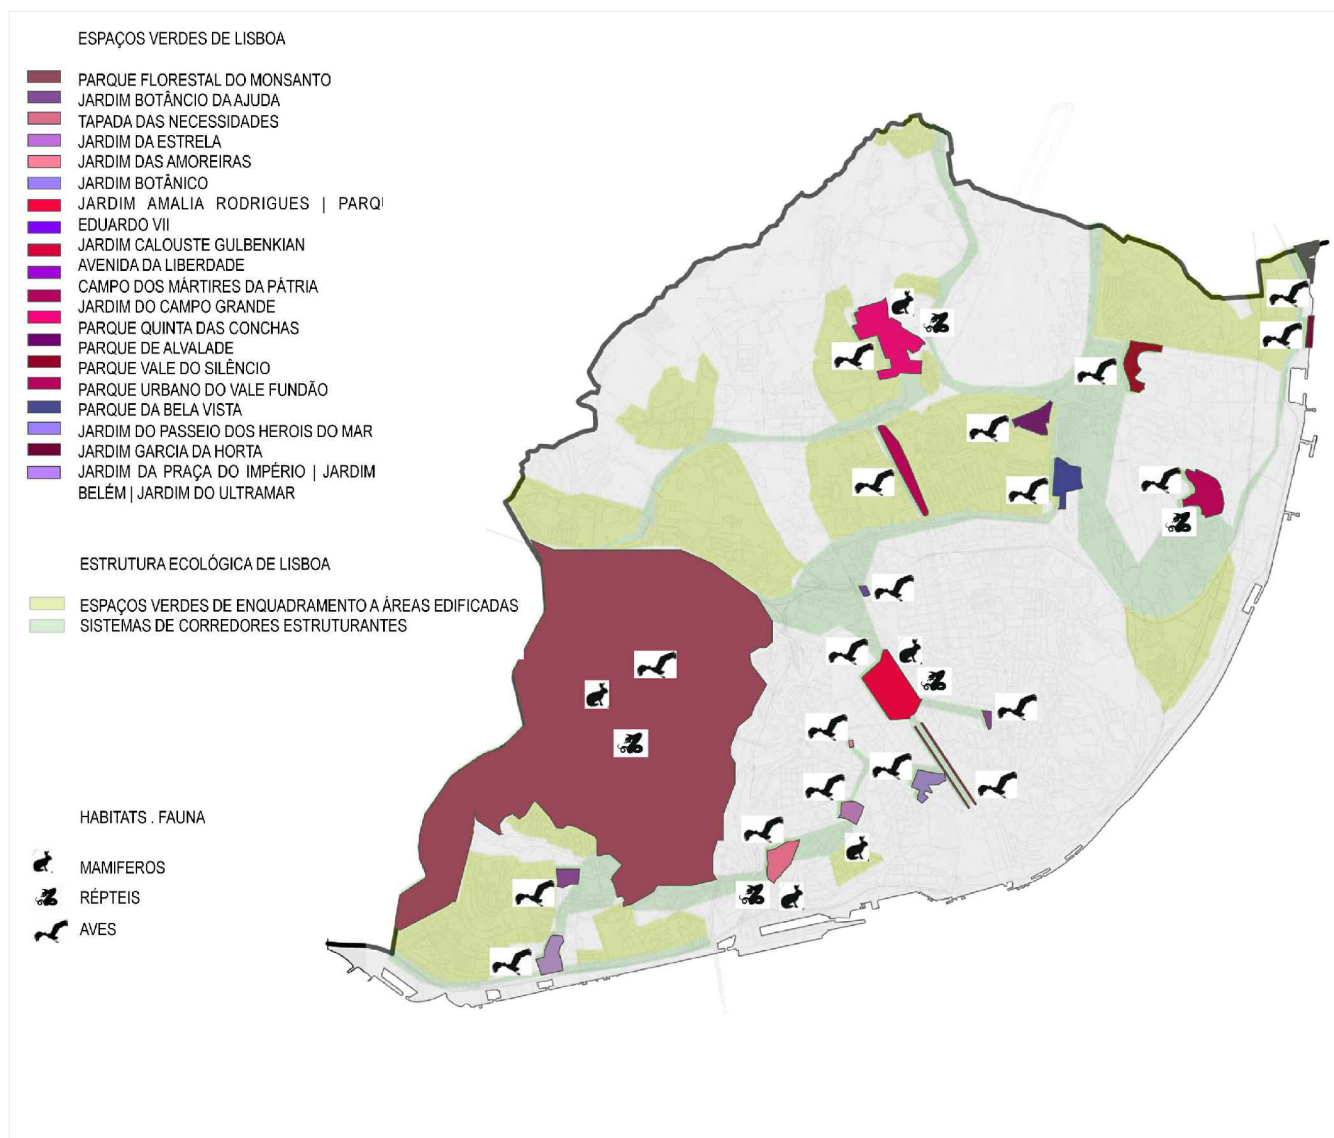 ESPAÇOS VERDES DE LISBOA
PARQUE FLORESTAL DO MONSANTO
JARDIM BOTÂNCIO DA AJUDA
TAPADA DAS NECESSIDADES
JARDIM DA ESTRELA
JARDIM DAS AMOREIRAS
JARDIM BOTÂNICO
JARDIM AMALIA RODRIGUES | PARQ
EDUARDO VII
JARDIM CALOUSTE GULBENKIAN
AVENIDA DA LIBERDADE
CAMPO DOS MÁRTIRES DA PÁTRIA
JARDIM DO CAMPO GRANDE
PARQUE QUINTA DAS CONCHAS
PARQUE DE ALVALADE
PARQUE VALE DO SILÊNCIO
PARQUE URBANO DO VALE FUNDÃO
PARQUE DA BELA VISTA
JARDIM DO PASSEIO DOS HEROIS DO MAR
JARDIM GARCIA DA HORTA
JARDIM DA PRAÇA DO IMPÉRIO | JARDIM
BELÉM | JARDIM DO ULTRAMAR
ESTRUTURA ECOLÓGICA DE LISBOA
ESPAÇOS VERDES DE ENQUADRAMENTO A ÁREAS EDIFICADAS
SISTEMAS DE CORREDORES ESTRUTURANTES
HABITATS . FAUNA
MAMIFEROS
RÉPTEIS
AVES